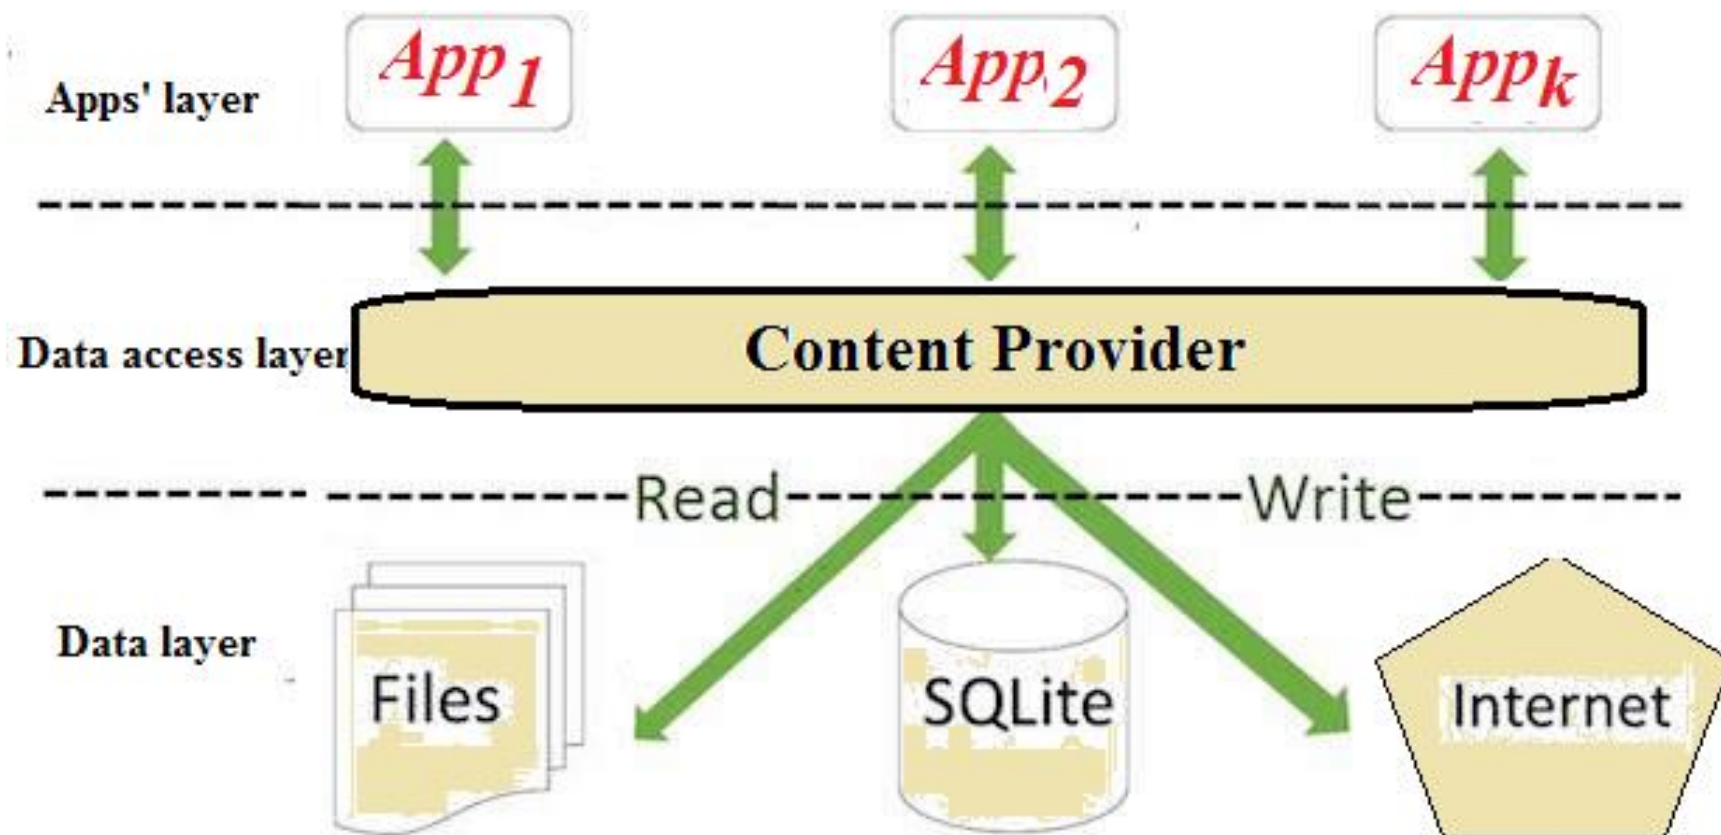 App1 App2 Appk
Apps' layer
Data access layer
Content Provider
Read Write
Data layer
Files SQLite Internet